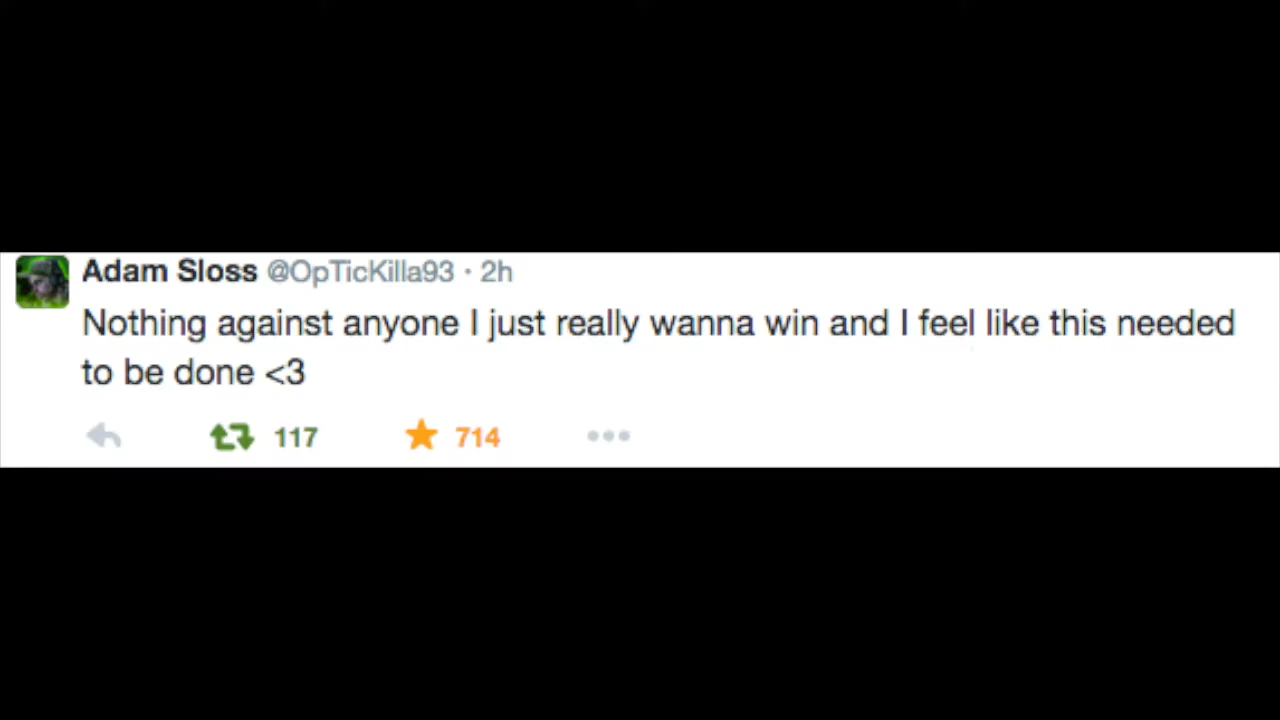 Adam Sloss @OpTicKilla93 · 2h
Nothing against anyone I just really wanna win and I feel like this needed
to be done <3
117 714